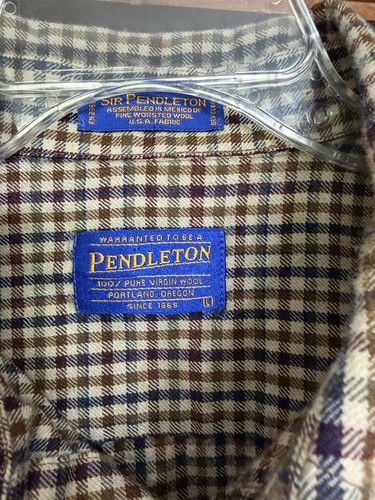 SIR PENDLETON
ASSEMBLED IN MEXICO OF
FINE WORSTED WOOL
U.S.A. FABRIC
WARRANTED TO BE A
PENDLETON
100% PURE VIRGIN WOOL
PORTLAND, OREGON
SINCE 1863 L